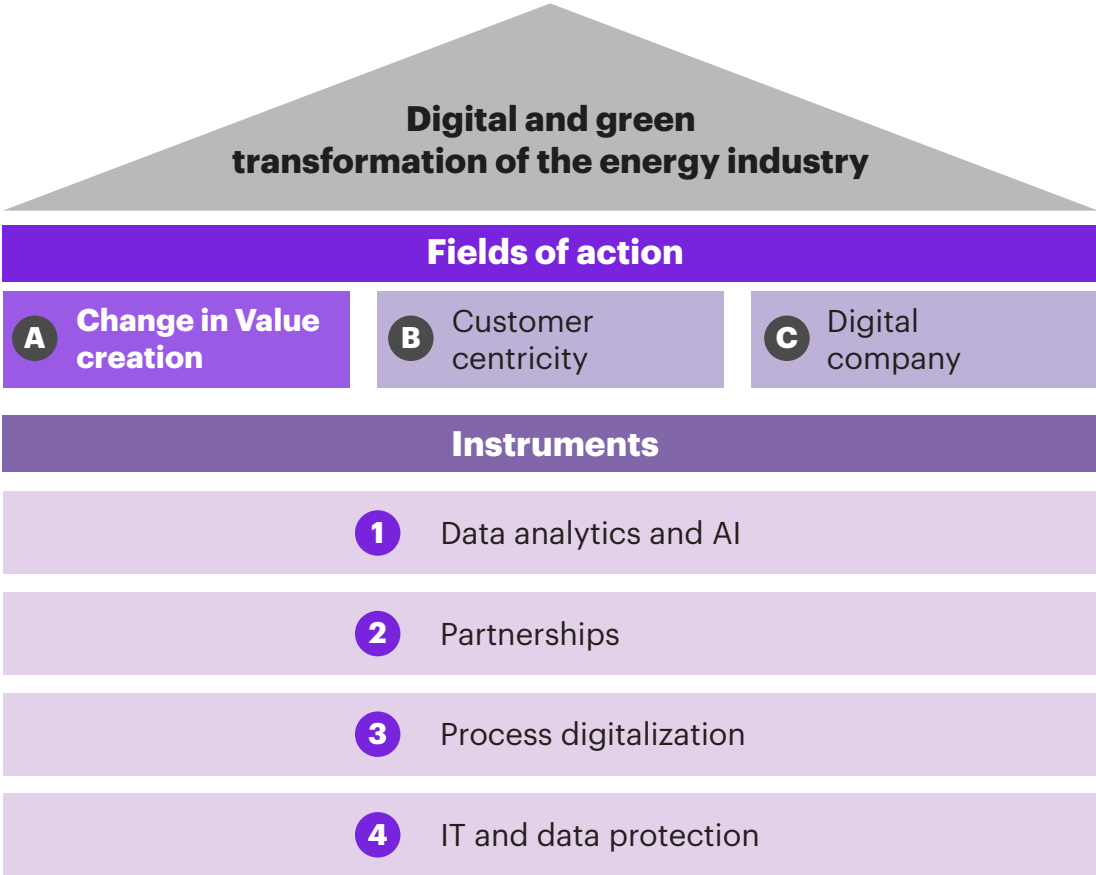 Digital and green
transformation of the energy industry
Fields of action
A Change in Value
creation
B Customer
centricity
C Digital
company
Instruments
1 Data analytics and AI
2 Partnerships
3 Process digitalization
4 IT and data protection